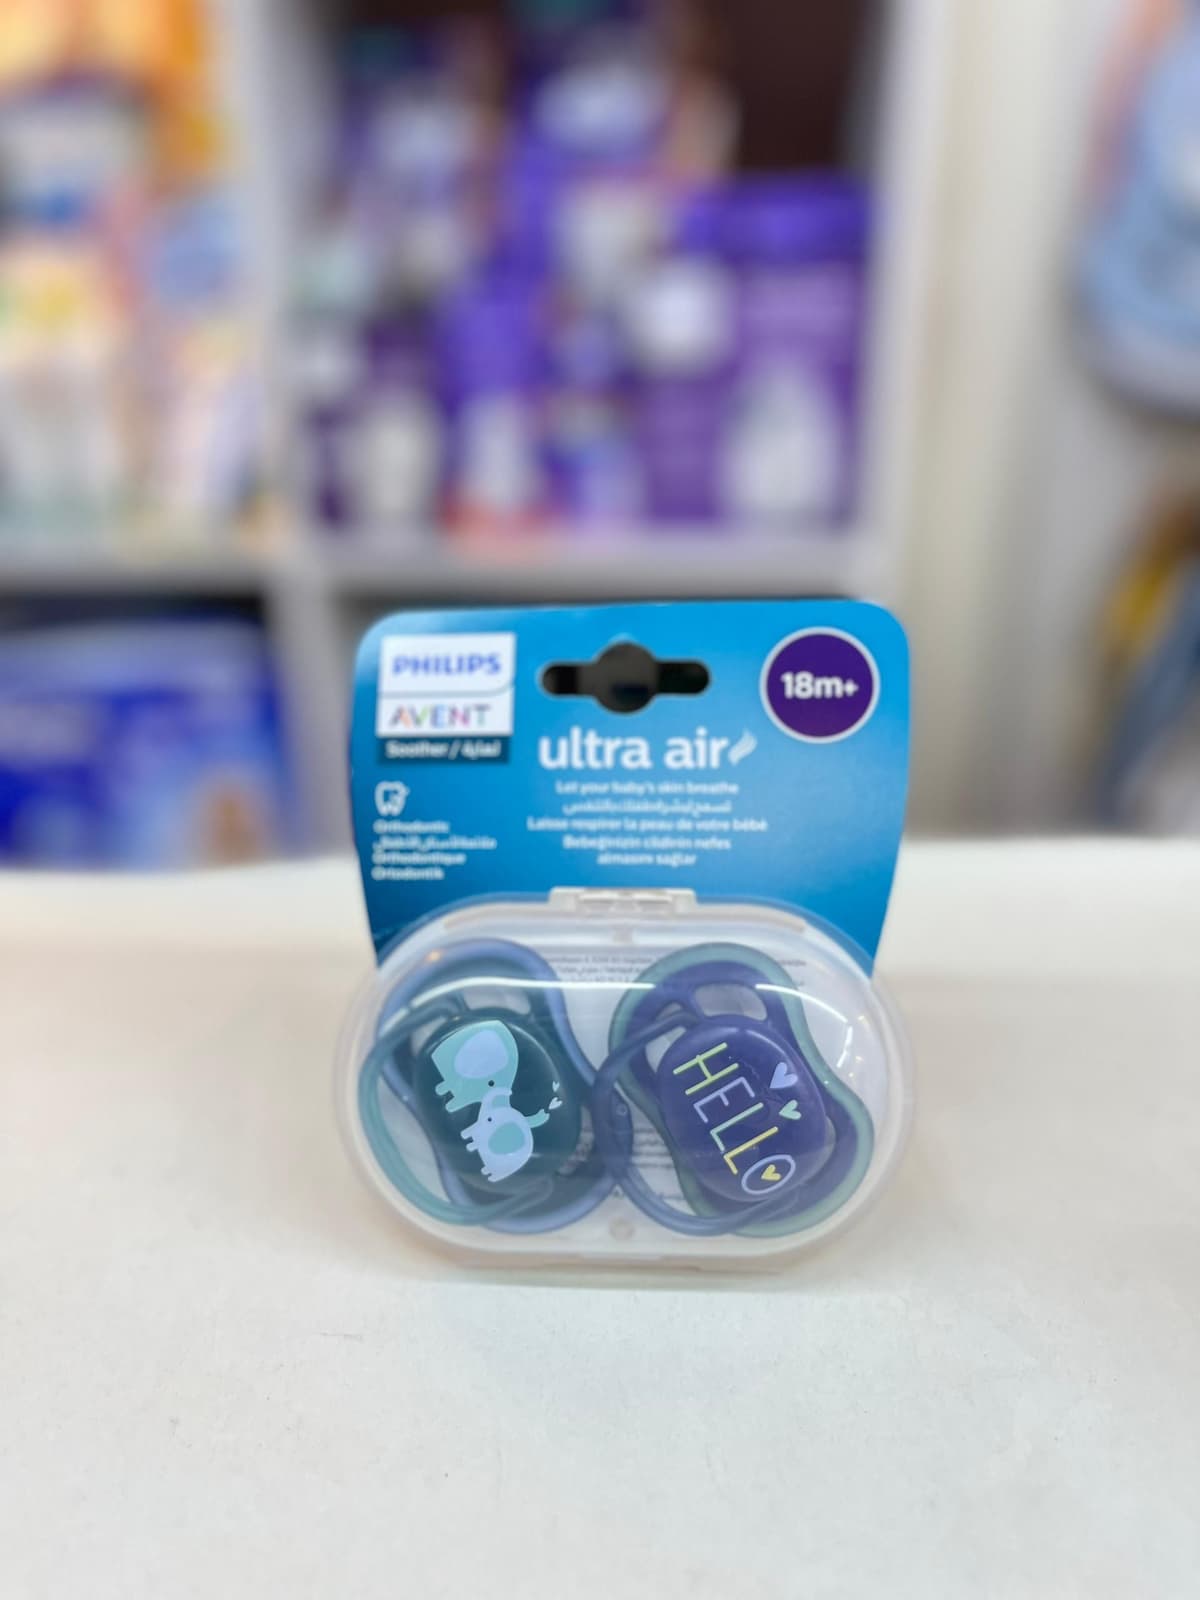 PHILIPS
AVENT
Soother / لهاية
18m+
ultra air
Let your baby's skin breathe
Laisse respirer la peau de votre bébé
Bebeğinizin cildinin nefes
almasını sağlar
Orthodontic
Orthodontique
Ortodontik
HELLO